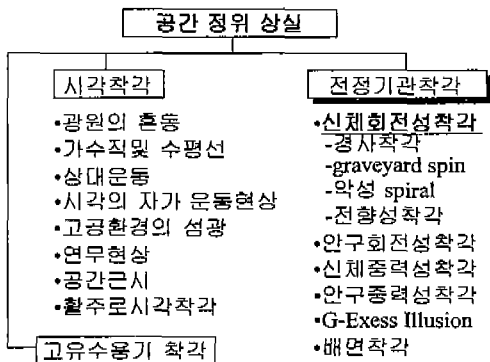 공간 정위 상실
시각착각
•광원의 혼동
•가수직및 수평선
•상대운동
•시각의 자가 운동현상
•고공환경의 섬광
•연무현상
•공간근시
•활주로시각착각
고유수용기 착각
전정기관착각
•신체회전성착각
-경사착각
-graveyard spin
-악성 spiral
-전향성착각
•안구회전성착각
•신체중력성착각
•안구중력성착각
•G-Exess Illusion
•배면착각